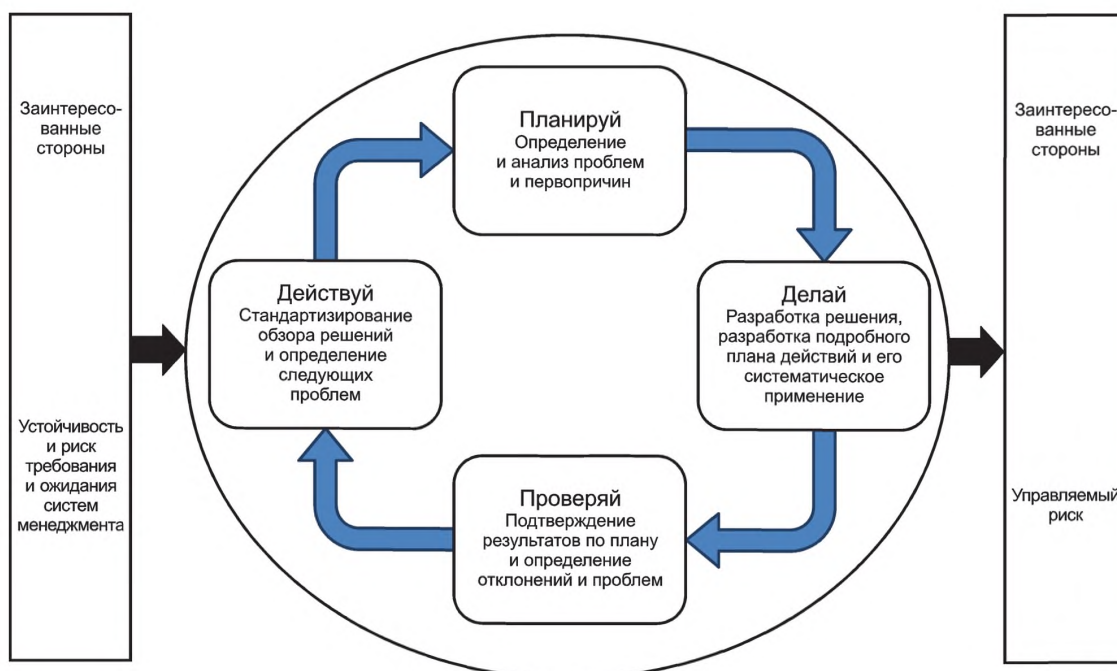 Заинтересо-
ванные
стороны
Устойчивость
и риск
требования
и ожидания
систем
менеджмента
Планируй
Определение
и анализ проблем
и первопричин
Действуй
Стандартизирование
обзора решений
и определение
следующих
проблем
Делай
Разработка решения,
разработка подробного
плана действий и его
систематическое
применение
Проверяй
Подтверждение
результатов по плану
и определение
отклонений и проблем
Заинтересо-
ванные
стороны
Управляемый
риск